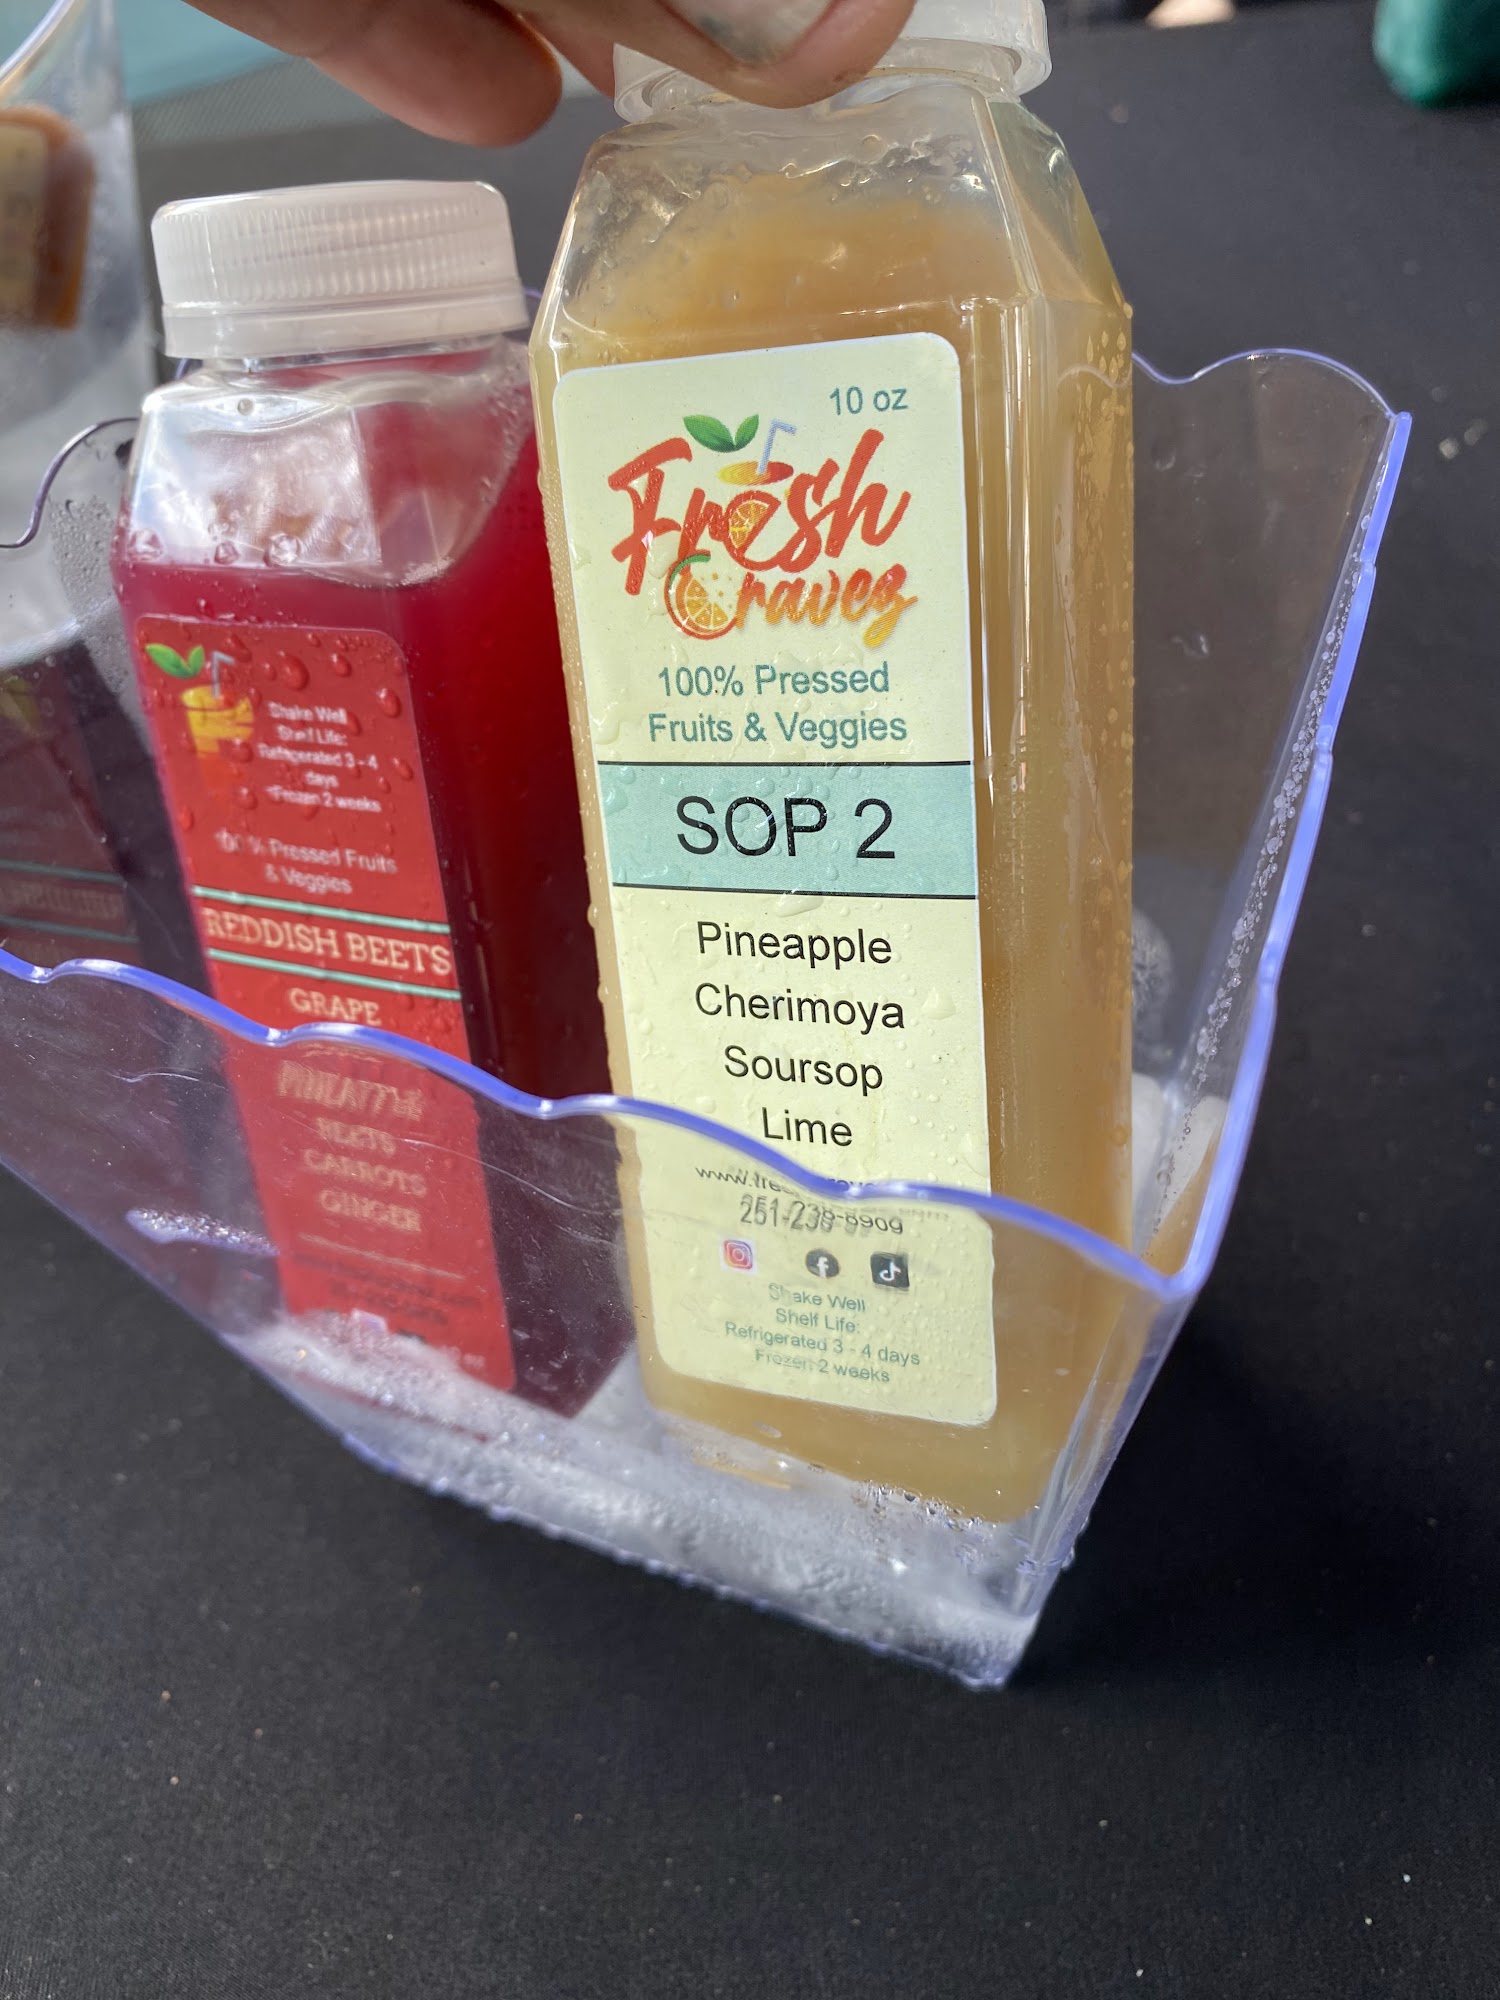 Shake Well
Shelf Life:
Refrigerated 3 - 4
days
*Frozen 2 weeks
100% Pressed Fruits
& Veggies
REDDISH BEETS
GRAPE
PINEAPPLE
BEETS
CARROTS
GINGER
10 oz
Fresh
Cravez
100% Pressed
Fruits & Veggies
SOP 2
Pineapple
Cherimoya
Soursop
Lime
251-238-8909
Shake Well
Shelf Life:
Refrigerated 3 - 4 days
Frozen 2 weeks